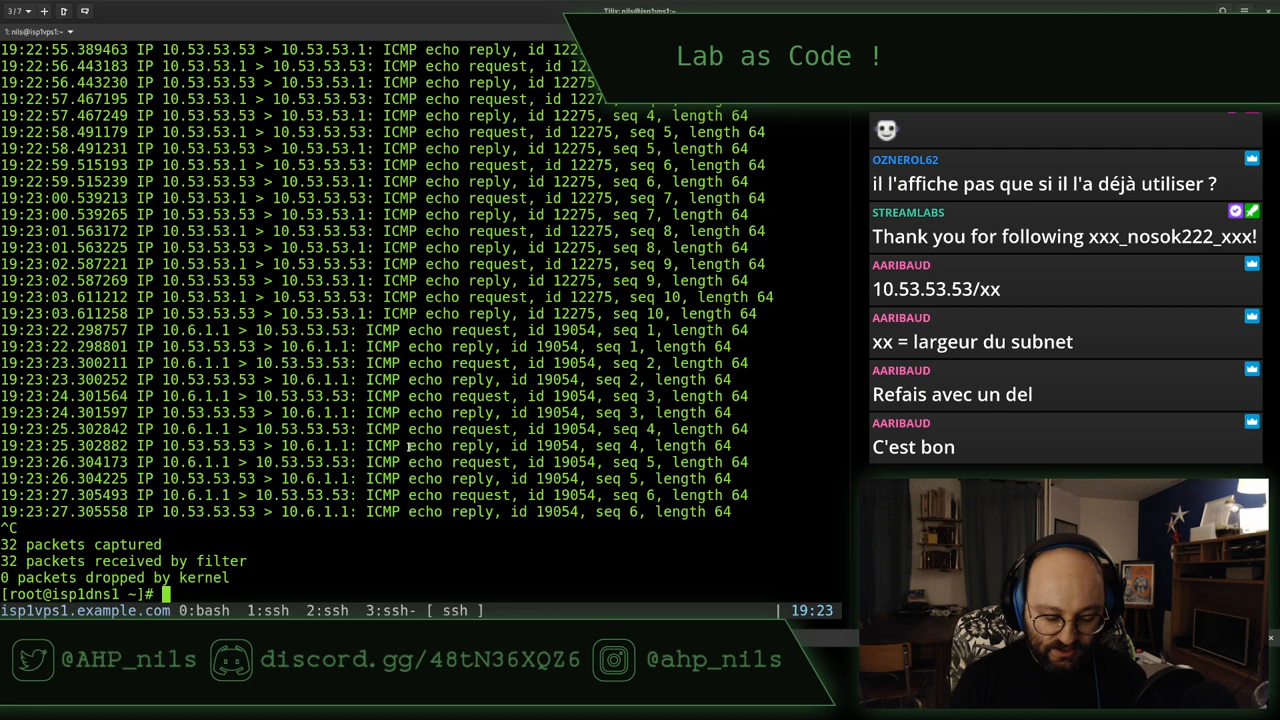 3/7
Tilix: nils@isp1vps1:~
1: nils@isp1vps1:~
Lab as Code !
19:22:55.389463 IP 10.53.53.53 > 10.53.53.1: ICMP echo reply, id 122
19:22:56.443183 IP 10.53.53.1 > 10.53.53.53: ICMP echo request, id 12
19:22:56.443230 IP 10.53.53.53 > 10.53.53.1: ICMP echo reply, id 122
19:22:57.467195 IP 10.53.53.1 > 10.53.53.53: ICMP echo request, id 1227
19:22:57.467249 IP 10.53.53.53 > 10.53.53.1: ICMP echo reply, id 12275, seq 4, length 64
19:22:58.491179 IP 10.53.53.1 > 10.53.53.53: ICMP echo request, id 12275, seq 5, length 64
19:22:58.491231 IP 10.53.53.53 > 10.53.53.1: ICMP echo reply, id 12275, seq 5, length 64
19:22:59.515193 IP 10.53.53.1 > 10.53.53.53: ICMP echo request, id 12275, seq 6, length 64
19:22:59.515239 IP 10.53.53.53 > 10.53.53.1: ICMP echo reply, id 12275, seq 6, length 64
19:23:00.539213 IP 10.53.53.1 > 10.53.53.53: ICMP echo request, id 12275, seq 7, length 64
19:23:00.539265 IP 10.53.53.53 > 10.53.53.1: ICMP echo reply, id 12275, seq 7, length 64
19:23:01.563172 IP 10.53.53.1 > 10.53.53.53: ICMP echo request, id 12275, seq 8, length 64
19:23:01.563225 IP 10.53.53.53 > 10.53.53.1: ICMP echo reply, id 12275, seq 8, length 64
19:23:02.587221 IP 10.53.53.1 > 10.53.53.53: ICMP echo request, id 12275, seq 9, length 64
19:23:02.587269 IP 10.53.53.53 > 10.53.53.1: ICMP echo reply, id 12275, seq 9, length 64
19:23:03.611212 IP 10.53.53.1 > 10.53.53.53: ICMP echo request, id 12275, seq 10, length 64
19:23:03.611258 IP 10.53.53.53 > 10.53.53.1: ICMP echo reply, id 12275, seq 10, length 64
19:23:22.298757 IP 10.6.1.1 > 10.53.53.53: ICMP echo request, id 19054, seq 1, length 64
19:23:22.298801 IP 10.53.53.53 > 10.6.1.1: ICMP echo reply, id 19054, seq 1, length 64
19:23:23.300211 IP 10.6.1.1 > 10.53.53.53: ICMP echo request, id 19054, seq 2, length 64
19:23:23.300252 IP 10.53.53.53 > 10.6.1.1: ICMP echo reply, id 19054, seq 2, length 64
19:23:24.301564 IP 10.6.1.1 > 10.53.53.53: ICMP echo request, id 19054, seq 3, length 64
19:23:24.301597 IP 10.53.53.53 > 10.6.1.1: ICMP echo reply, id 19054, seq 3, length 64
19:23:25.302842 IP 10.6.1.1 > 10.53.53.53: ICMP echo request, id 19054, seq 4, length 64
19:23:25.302882 IP 10.53.53.53 > 10.6.1.1: ICMP echo reply, id 19054, seq 4, length 64
19:23:26.304173 IP 10.6.1.1 > 10.53.53.53: ICMP echo request, id 19054, seq 5, length 64
19:23:26.304225 IP 10.53.53.53 > 10.6.1.1: ICMP echo reply, id 19054, seq 5, length 64
19:23:27.305493 IP 10.6.1.1 > 10.53.53.53: ICMP echo request, id 19054, seq 6, length 64
19:23:27.305558 IP 10.53.53.53 > 10.6.1.1: ICMP echo reply, id 19054, seq 6, length 64
^C
32 packets captured
32 packets received by filter
0 packets dropped by kernel
[root@isp1dns1 ~]#
isp1vps1.example.com 0:bash 1:ssh 2:ssh 3:ssh- [ ssh ] | 19:23
OZNEROL62
il l'affiche pas que si il l'a déjà utiliser ?
STREAMLABS
Thank you for following xxx_nosok222_xxx!
AARIBAUD
10.53.53.53/xx
AARIBAUD
xx = largeur du subnet
AARIBAUD
Refais avec un del
AARIBAUD
C'est bon
@AHP_nils
discord.gg/48tN36XQZ6
@ahp_nils